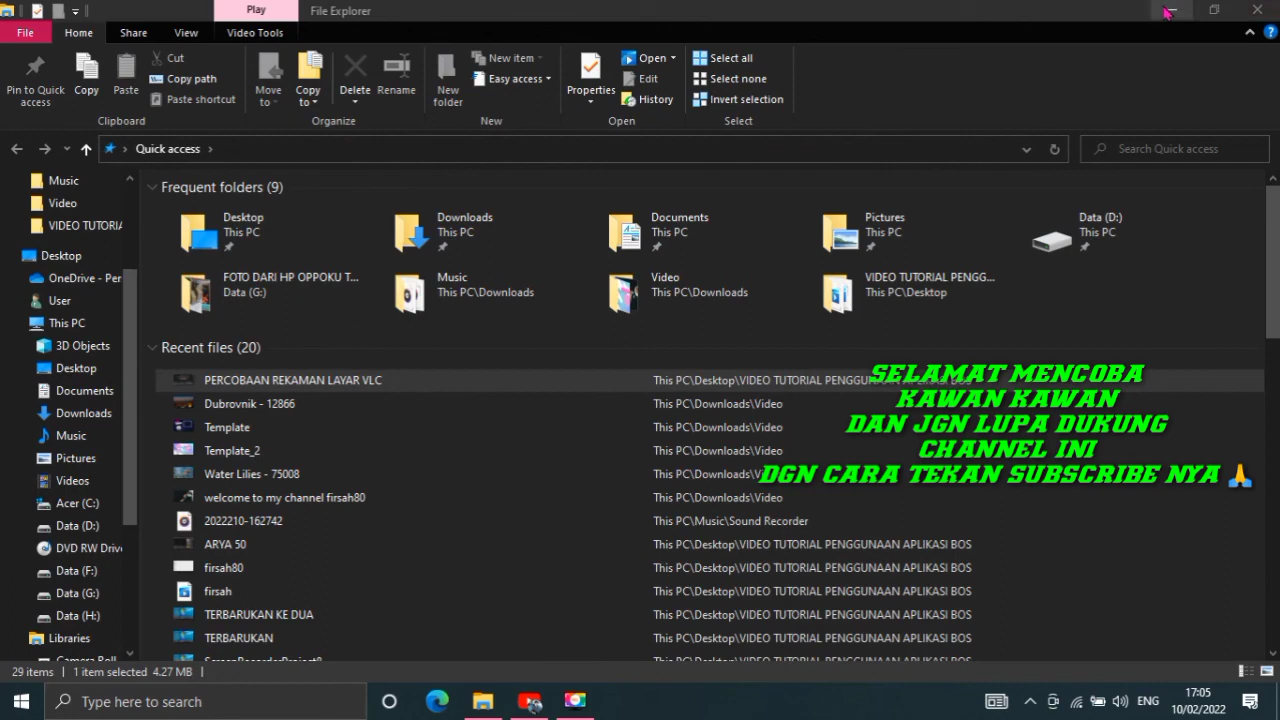 Play
File Explorer
File
Home
Share
View
Video Tools
Pin to Quick access
Copy
Paste
Cut
Copy path
Paste shortcut
Move to
Copy to
Delete
Rename
New folder
New item
Easy access
Properties
Open
Edit
History
Select all
Select none
Invert selection
Clipboard
Organize
New
Open
Select
Quick access
Search Quick access
Music
Video
VIDEO TUTORIA
Desktop
OneDrive - Per
User
This PC
3D Objects
Desktop
Documents
Downloads
Music
Pictures
Videos
Acer (C:)
Data (D:)
DVD RW Drive
Data (F:)
Data (G:)
Data (H:)
Libraries
Camera Roll
Frequent folders (9)
Desktop
This PC
Downloads
This PC
Documents
This PC
Pictures
This PC
Data (D:)
This PC
FOTO DARI HP OPPOKU T...
Data (G:)
Music
This PC\Downloads
Video
This PC\Downloads
VIDEO TUTORIAL PENGG...
This PC\Desktop
Recent files (20)
PERCOBAAN REKAMAN LAYAR VLC This PC\Desktop\VIDEO TUTORIAL PENGGUNAAN APLIKASI BOS
Dubrovnik - 12866 This PC\Downloads\Video
Template This PC\Downloads\Video
Template_2 This PC\Downloads\Video
Water Lilies - 75008 This PC\Downloads\Video
welcome to my channel firsah80 This PC\Downloads\Video
2022210-162742 This PC\Music\Sound Recorder
ARYA 50 This PC\Desktop\VIDEO TUTORIAL PENGGUNAAN APLIKASI BOS
firsah80 This PC\Desktop\VIDEO TUTORIAL PENGGUNAAN APLIKASI BOS
firsah This PC\Desktop\VIDEO TUTORIAL PENGGUNAAN APLIKASI BOS
TERBARUKAN KE DUA This PC\Desktop\VIDEO TUTORIAL PENGGUNAAN APLIKASI BOS
TERBARUKAN This PC\Desktop\VIDEO TUTORIAL PENGGUNAAN APLIKASI BOS
SELAMAT MENCOBA
KAWAN KAWAN
DAN JGN LUPA DUKUNG
CHANNEL INI
DGN CARA TEKAN SUBSCRIBE NYA 🙏
29 items
1 item selected 4.27 MB
Type here to search
ENG
17:05
10/02/2022